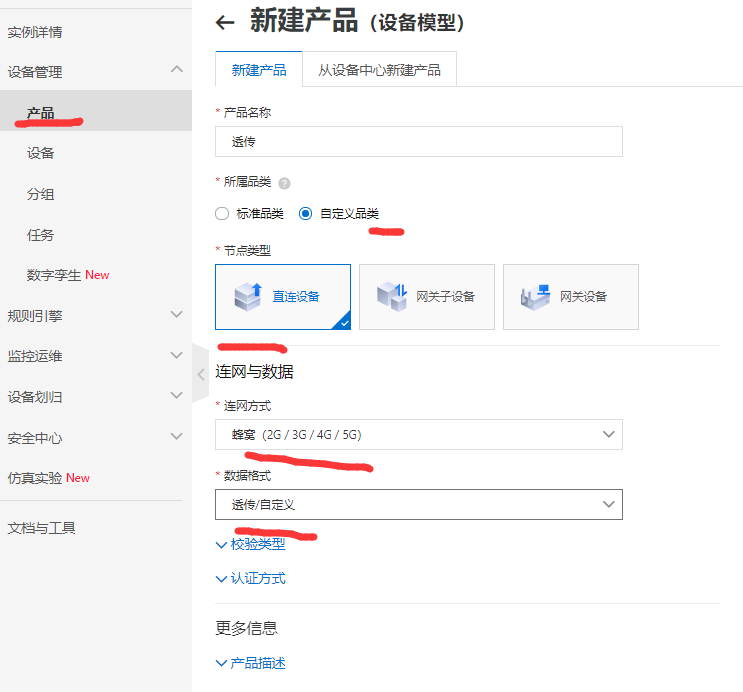 实例详情
设备管理
产品
设备
分组
任务
数字孪生 New
规则引擎
监控运维
设备划归
安全中心
仿真实验 New
文档与工具
← 新建产品（设备模型）
新建产品 从设备中心新建产品
* 产品名称
透传
* 所属品类 ?
标准品类 自定义品类
* 节点类型
直连设备 网关子设备 网关设备
连网与数据
* 连网方式
蜂窝（2G / 3G / 4G / 5G）
* 数据格式
透传/自定义
校验类型
认证方式
更多信息
产品描述